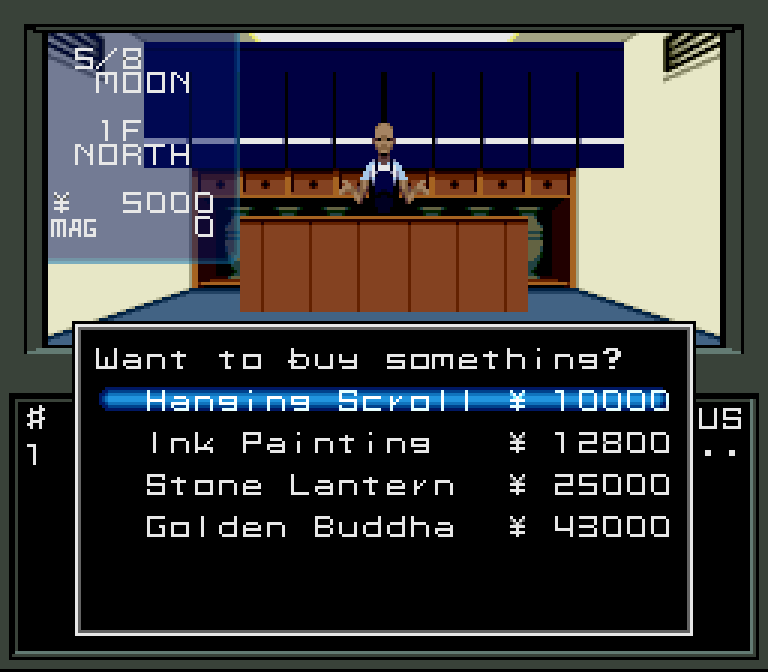 5/8
MOON
1F
NORTH
¥ 5000
MAG 0
Want to buy something?
Hanging Scroll ¥ 10000
Ink Painting ¥ 12800
Stone Lantern ¥ 25000
Golden Buddha ¥ 43000
# US
1 ..